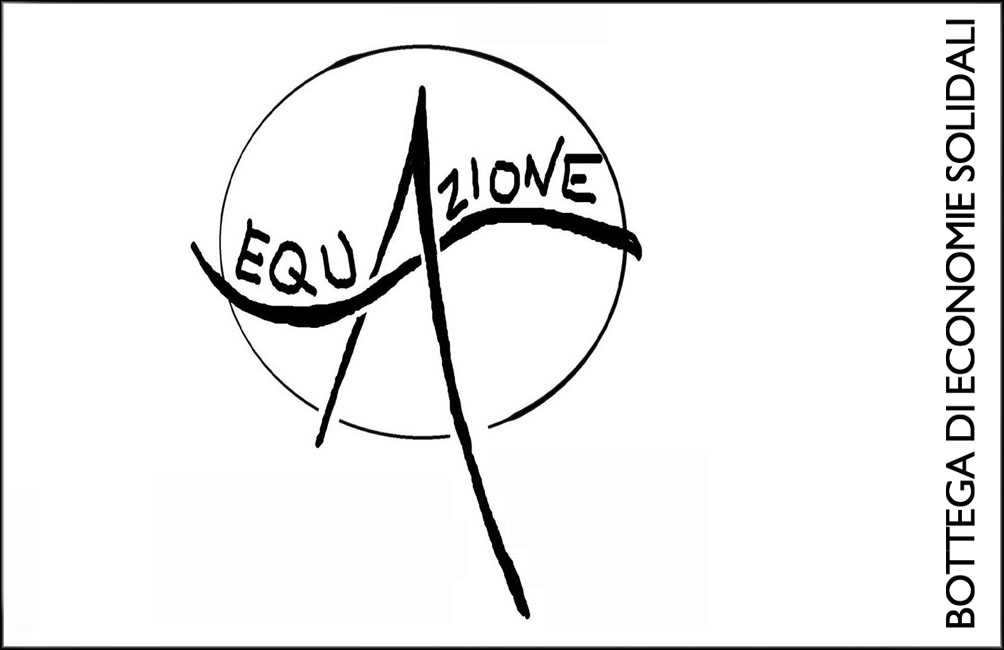 EQUAZIONE
BOTTEGA DI ECONOMIE SOLIDALI